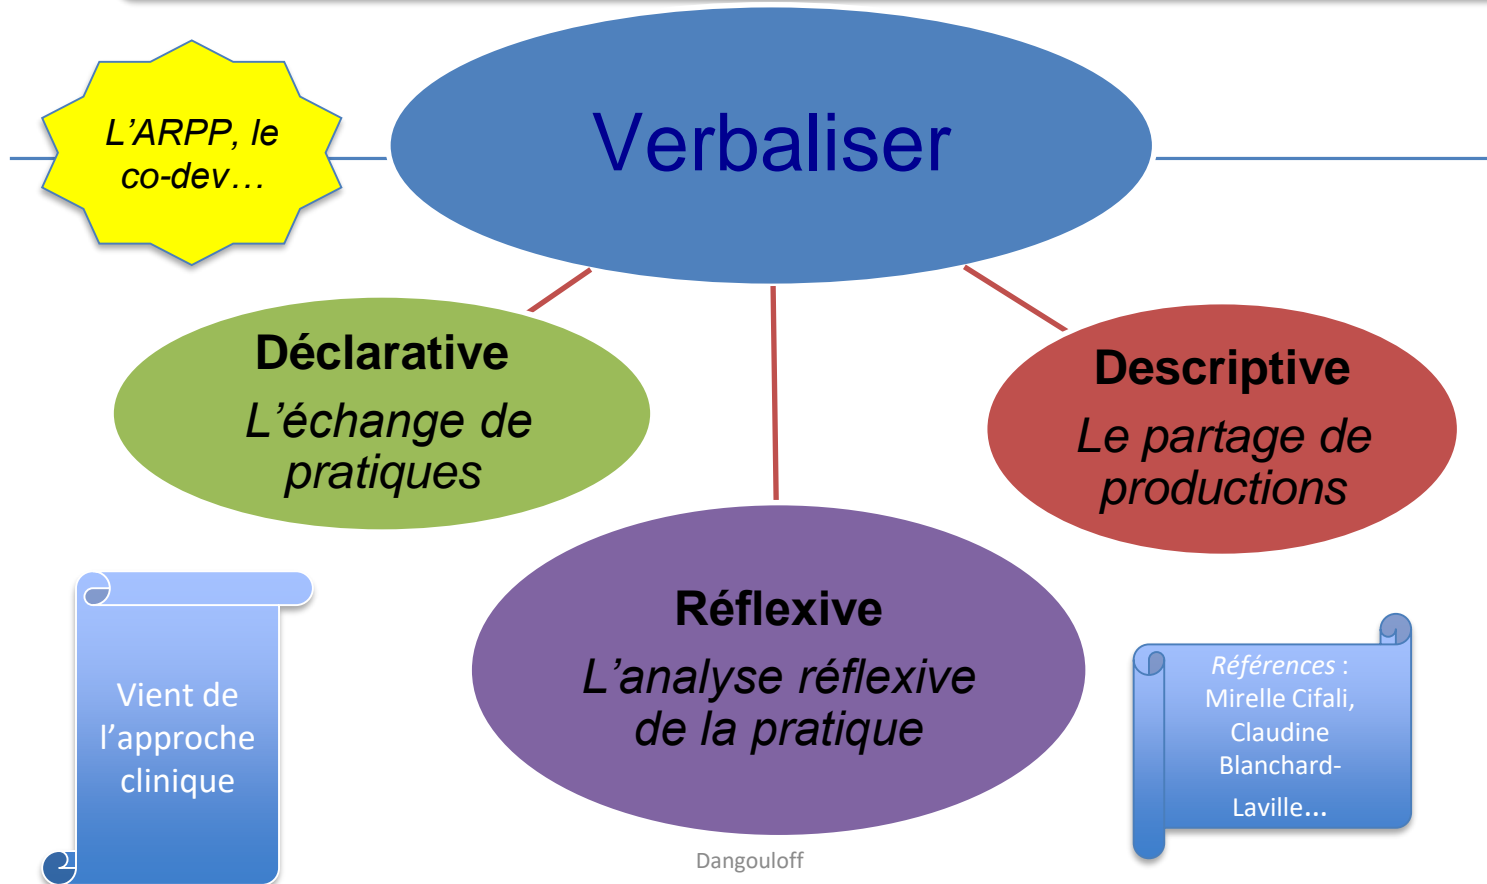 L’ARPP, le
co-dev…
Verbaliser
Déclarative
L’échange de
pratiques
Descriptive
Le partage de
productions
Réflexive
L’analyse réflexive
de la pratique
Vient de
l’approche
clinique
Références :
Mirelle Cifali,
Claudine
Blanchard-
Laville…
Dangouloff